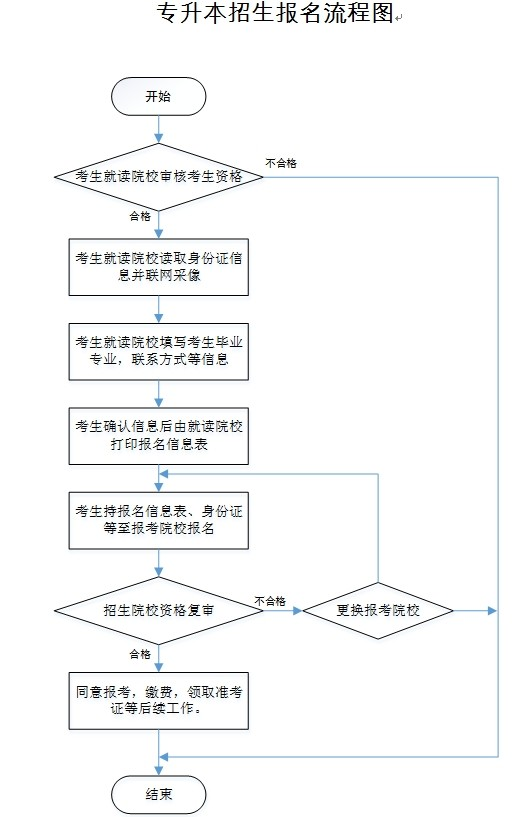 专升本招生报名流程图
开始
考生就读院校审核考生资格
不合格
合格
考生就读院校读取身份证信
息并联网采像
考生就读院校填写考生毕业
专业，联系方式等信息
考生确认信息后由就读院校
打印报名信息表
考生持报名信息表、身份证
等至报考院校报名
招生院校资格复审
不合格
更换报考院校
合格
同意报考，缴费，领取准考
证等后续工作。
结束